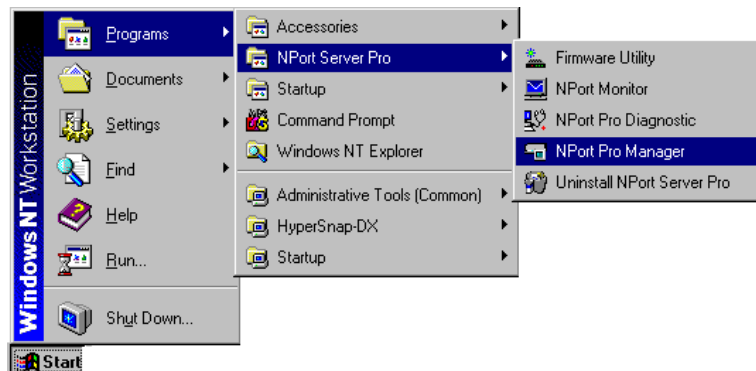 Windows NT Workstation
Programs
Documents
Settings
Find
Help
Run...
Shut Down...
Start
Accessories
NPort Server Pro
Startup
Command Prompt
Windows NT Explorer
Administrative Tools (Common)
HyperSnap-DX
Startup
Firmware Utility
NPort Monitor
NPort Pro Diagnostic
NPort Pro Manager
Uninstall NPort Server Pro